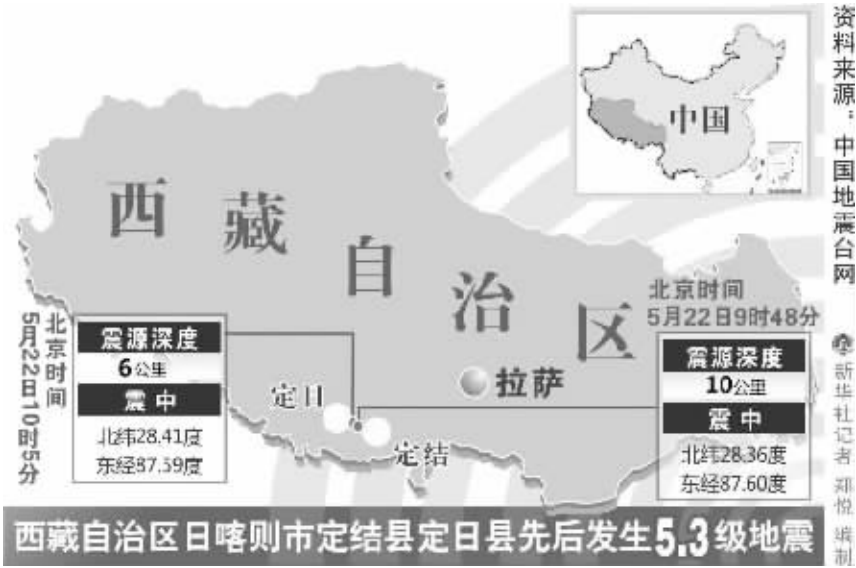 中国
西藏自治区
北京时间
5月22日10时5分
震源深度
6公里
震中
北纬28.41度
东经87.59度
定日
定结
拉萨
北京时间
5月22日9时48分
震源深度
10公里
震中
北纬28.36度
东经87.60度
西藏自治区日喀则市定结县定日县先后发生5.3级地震
资料来源：中国地震台网
新华社记者 郑悦 编制